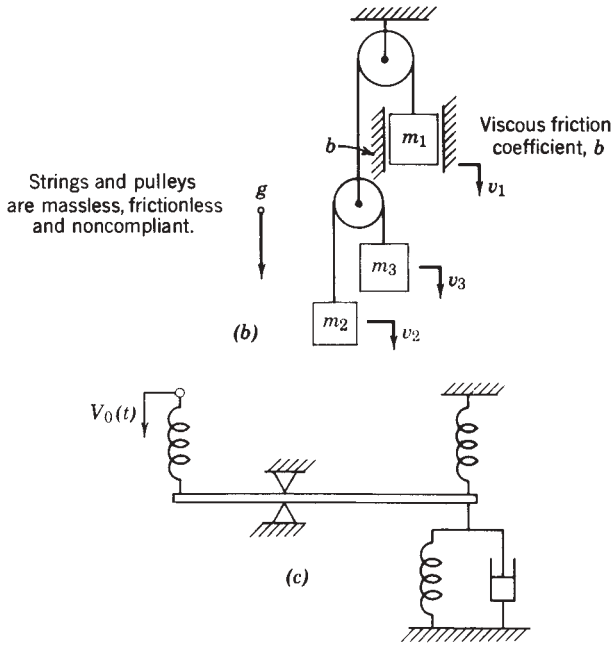 m₁
b
Viscous friction
coefficient, b
v₁
Strings and pulleys
are massless, frictionless
and noncompliant.
g
m₃
v₃
(b)
m₂
v₂
V₀(t)
(c)